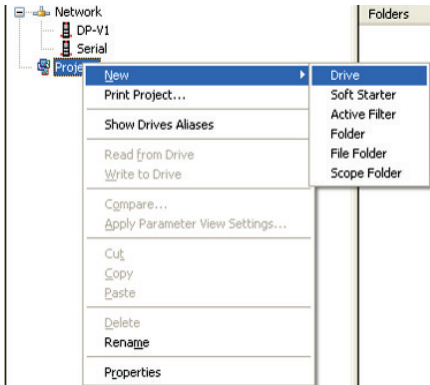 Network
Folders
DP-V1
Serial
New
Drive
Print Project...
Soft Starter
Active Filter
Show Drives Aliases
Folder
File Folder
Read from Drive
Scope Folder
Write to Drive
Compare...
Apply Parameter View Settings...
Cut
Copy
Paste
Delete
Rename
Properties